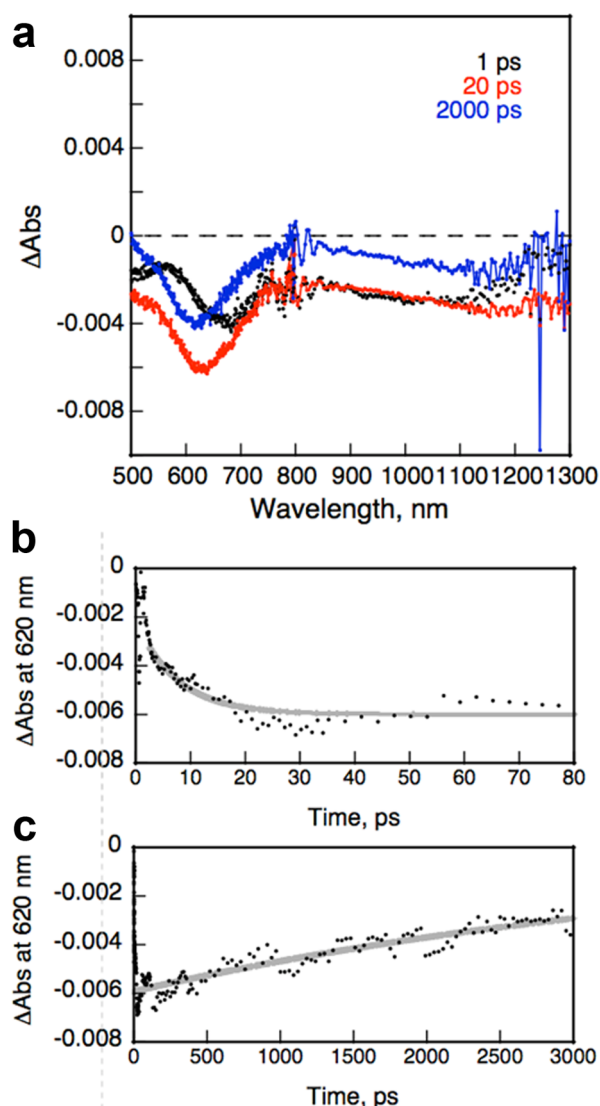 a
0.008
0.004
0
-0.004
-0.008
ΔAbs
1 ps
20 ps
2000 ps
500 600 700 800 900 1000 1100 1200 1300
Wavelength, nm
b
0
-0.002
-0.004
-0.006
-0.008
ΔAbs at 620 nm
0 10 20 30 40 50 60 70 80
Time, ps
c
0
-0.002
-0.004
-0.006
-0.008
ΔAbs at 620 nm
0 500 1000 1500 2000 2500 3000
Time, ps